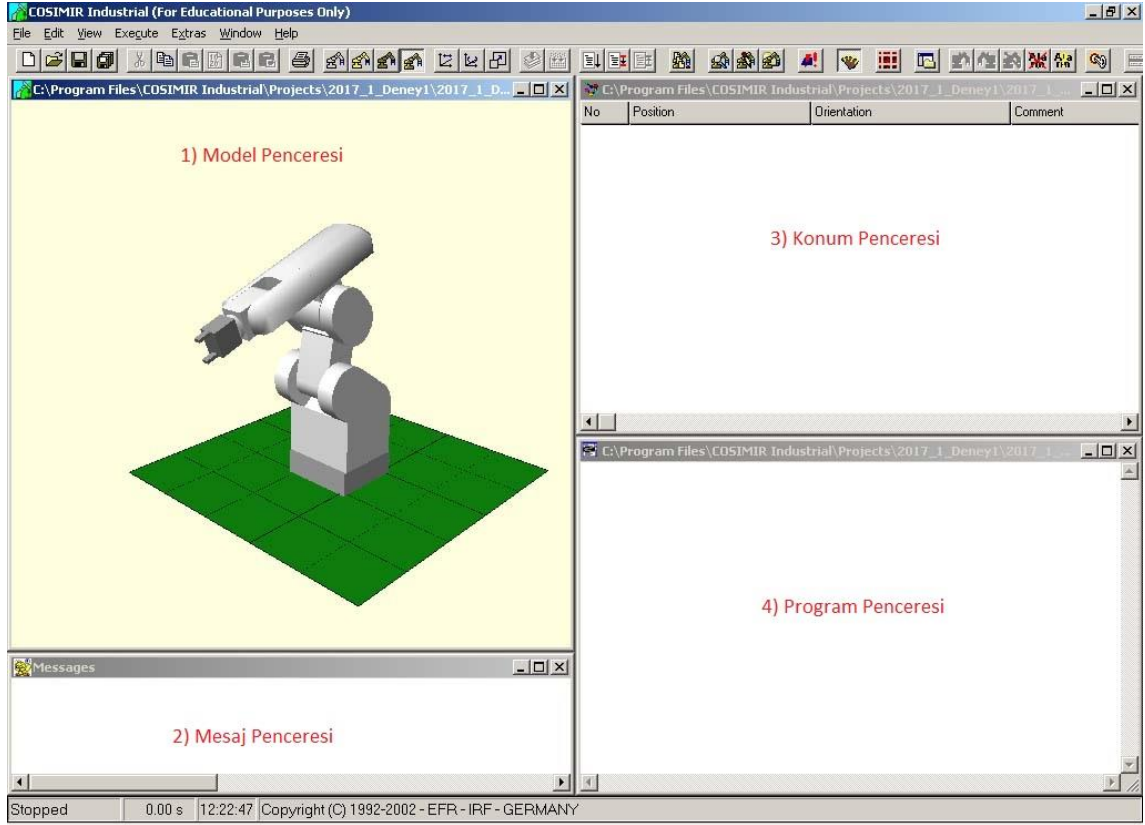 COSIMIR Industrial (For Educational Purposes Only)
File Edit View Execute Extras Window Help
C:\Program Files\COSIMIR Industrial\Projects\2017_1_Deney1\2017_1_D...
1) Model Penceresi
Messages
2) Mesaj Penceresi
C:\Program Files\COSIMIR Industrial\Projects\2017_1_Deney1\2017_1_...
No Position Orientation Comment
3) Konum Penceresi
C:\Program Files\COSIMIR Industrial\Projects\2017_1_Deney1\2017_1_...
4) Program Penceresi
Stopped 0.00 s 12:22:47 Copyright (C) 1992-2002 - EFR - IRF - GERMANY